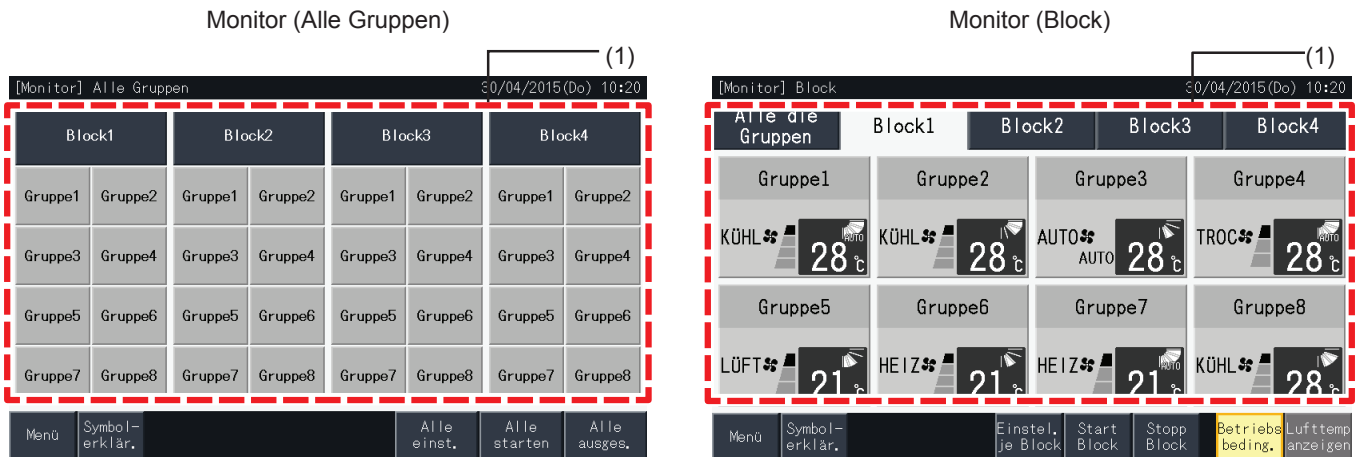 Monitor (Alle Gruppen)
(1)
[Monitor] Alle Gruppen 30/04/2015(Do) 10:20
Block1 Block2 Block3 Block4
Gruppe1 Gruppe2 Gruppe1 Gruppe2 Gruppe1 Gruppe2 Gruppe1 Gruppe2
Gruppe3 Gruppe4 Gruppe3 Gruppe4 Gruppe3 Gruppe4 Gruppe3 Gruppe4
Gruppe5 Gruppe6 Gruppe5 Gruppe6 Gruppe5 Gruppe6 Gruppe5 Gruppe6
Gruppe7 Gruppe8 Gruppe7 Gruppe8 Gruppe7 Gruppe8 Gruppe7 Gruppe8
Menü
Symbol-
erklär.
Alle
einst.
Alle
starten
Alle
ausges.
Monitor (Block)
(1)
[Monitor] Block 30/04/2015(Do) 10:20
Alle die
Gruppen
Block1 Block2 Block3 Block4
Gruppe1 Gruppe2 Gruppe3 Gruppe4
KÜHL AUTO 28 °C
KÜHL 28 °C
AUTO AUTO 28 °C
TROC AUTO 28 °C
Gruppe5 Gruppe6 Gruppe7 Gruppe8
LÜFT 21 °C
HEIZ 21 °C
HEIZ AUTO 21 °C
KÜHL 28 °C
Menü
Symbol-
erklär.
Einstel.
je Block
Start
Block
Stopp
Block
Betriebs
beding.
Lufttemp
anzeigen